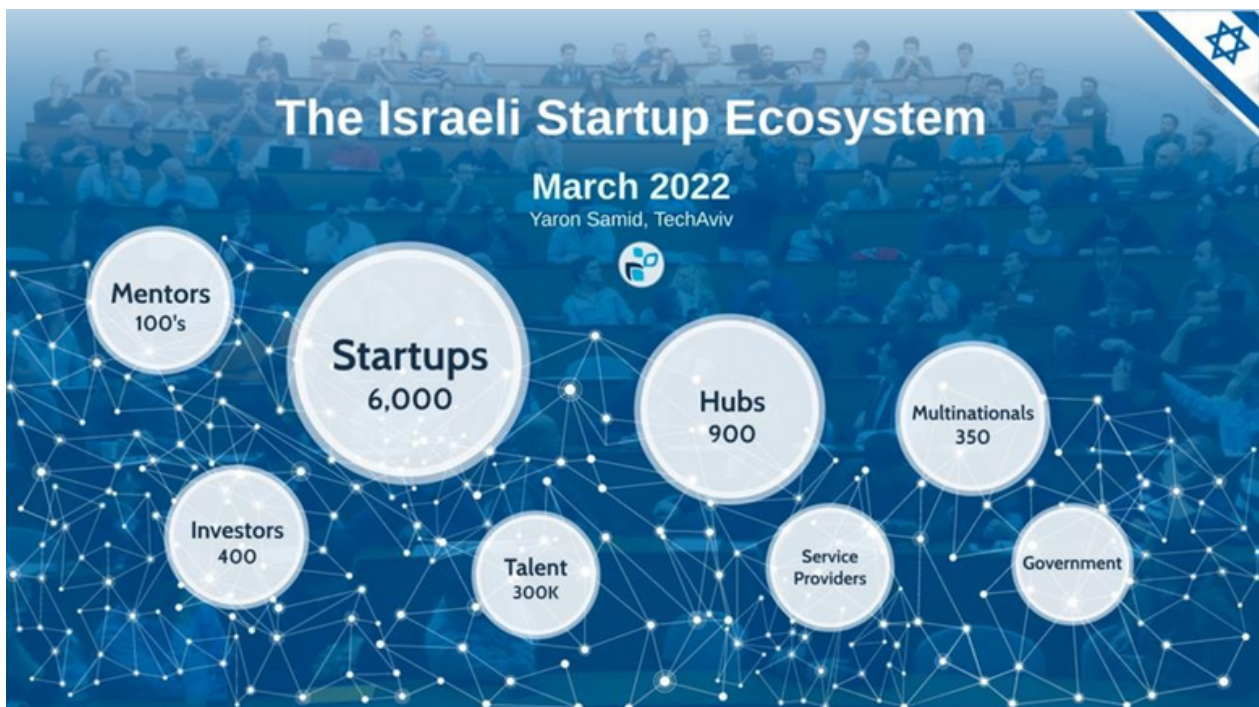 The Israeli Startup Ecosystem
March 2022
Yaron Samid, TechAviv
Mentors
100's
Startups
6,000
Hubs
900
Multinationals
350
Investors
400
Talent
300K
Service
Providers
Government